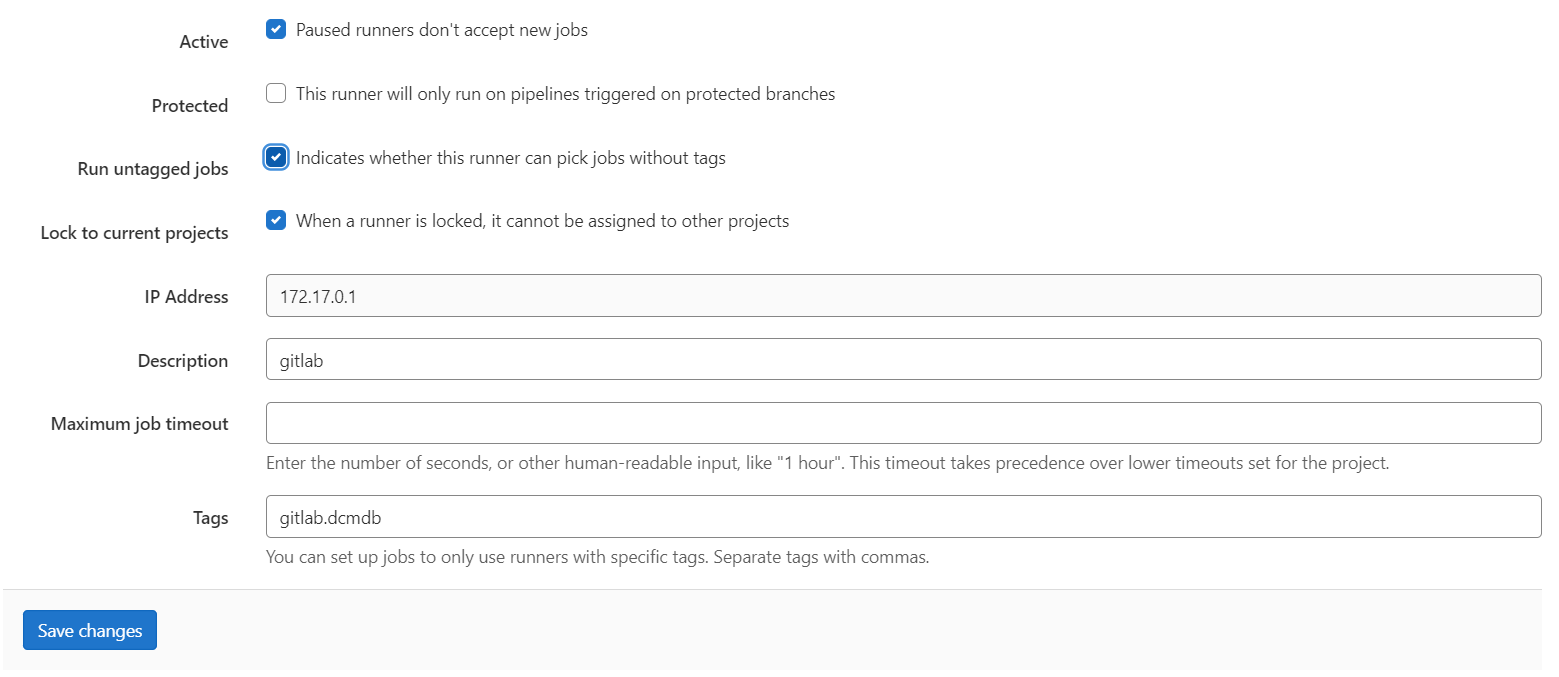 Active Paused runners don't accept new jobs
Protected This runner will only run on pipelines triggered on protected branches
Run untagged jobs Indicates whether this runner can pick jobs without tags
Lock to current projects When a runner is locked, it cannot be assigned to other projects
IP Address 172.17.0.1
Description gitlab
Maximum job timeout
Enter the number of seconds, or other human-readable input, like "1 hour". This timeout takes precedence over lower timeouts set for the project.
Tags gitlab.dcmdb
You can set up jobs to only use runners with specific tags. Separate tags with commas.
Save changes